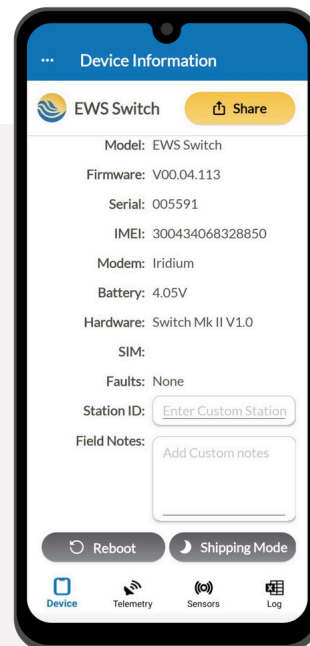 ... Device Information
EWS Switch Share
Model: EWS Switch
Firmware: V00.04.113
Serial: 005591
IMEI: 300434068328850
Modem: Iridium
Battery: 4.05V
Hardware: Switch Mk II V1.0
SIM:
Faults: None
Station ID: Enter Custom Station
Field Notes: Add Custom notes
Reboot Shipping Mode
Device Telemetry Sensors Log